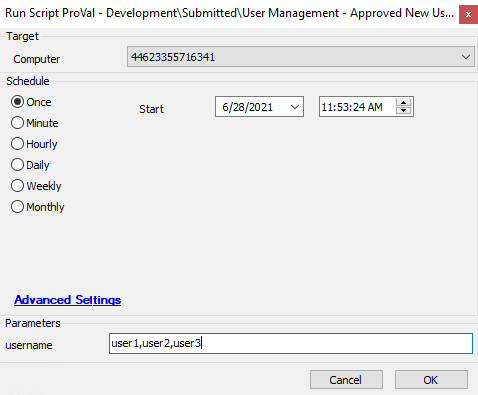 Run Script ProVal - Development\Submitted\User Management - Approved New Us...
Target
Computer 44623355716341
Schedule
Once Start 6/28/2021 11:53:24 AM
Minute
Hourly
Daily
Weekly
Monthly
Advanced Settings
Parameters
username user1,user2,user3
Cancel OK